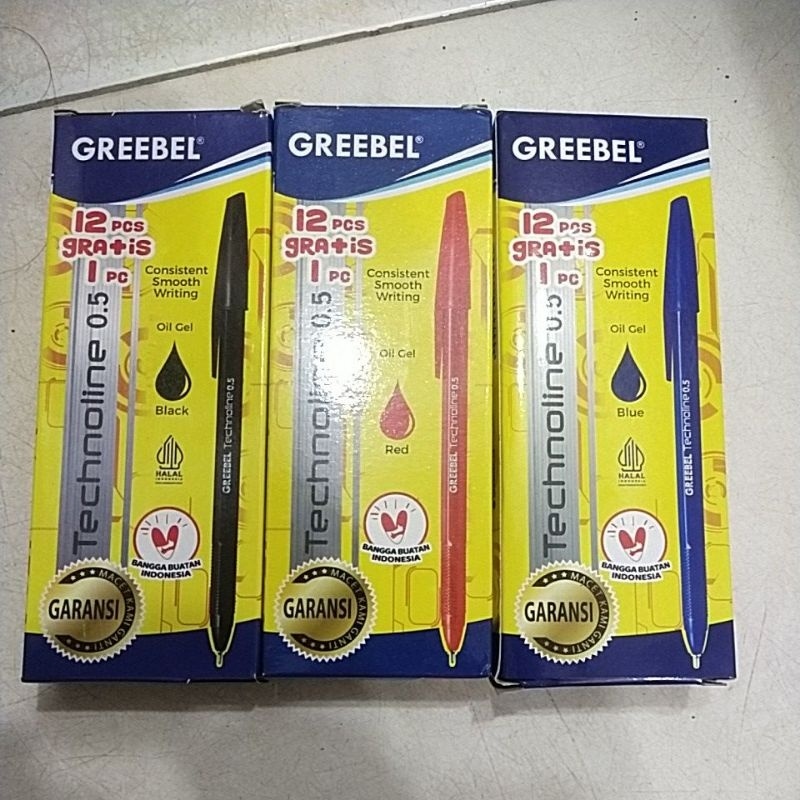 GREEBEL®
12 PCS
GRATIS
1 PC
Consistent
Smooth
Writing
Technoline 0.5
Oil Gel
Black
HALAL
INDONESIA
GREEBEL Technoline 0.5
BANGGA BUATAN
INDONESIA
MACET KAMI GANTI
GARANSI
GREEBEL®
12 PCS
GRATIS
1 PC
Consistent
Smooth
Writing
Technoline 0.5
Oil Gel
Red
GREEBEL Technoline 0.5
BANGGA BUATAN
INDONESIA
MACET KAMI GANTI
GARANSI
GREEBEL®
12 PCS
GRATIS
1 PC
Consistent
Smooth
Writing
Technoline 0.5
Oil Gel
Blue
HALAL
INDONESIA
GREEBEL Technoline 0.5
BANGGA BUATAN
INDONESIA
MACET KAMI GANTI
GARANSI